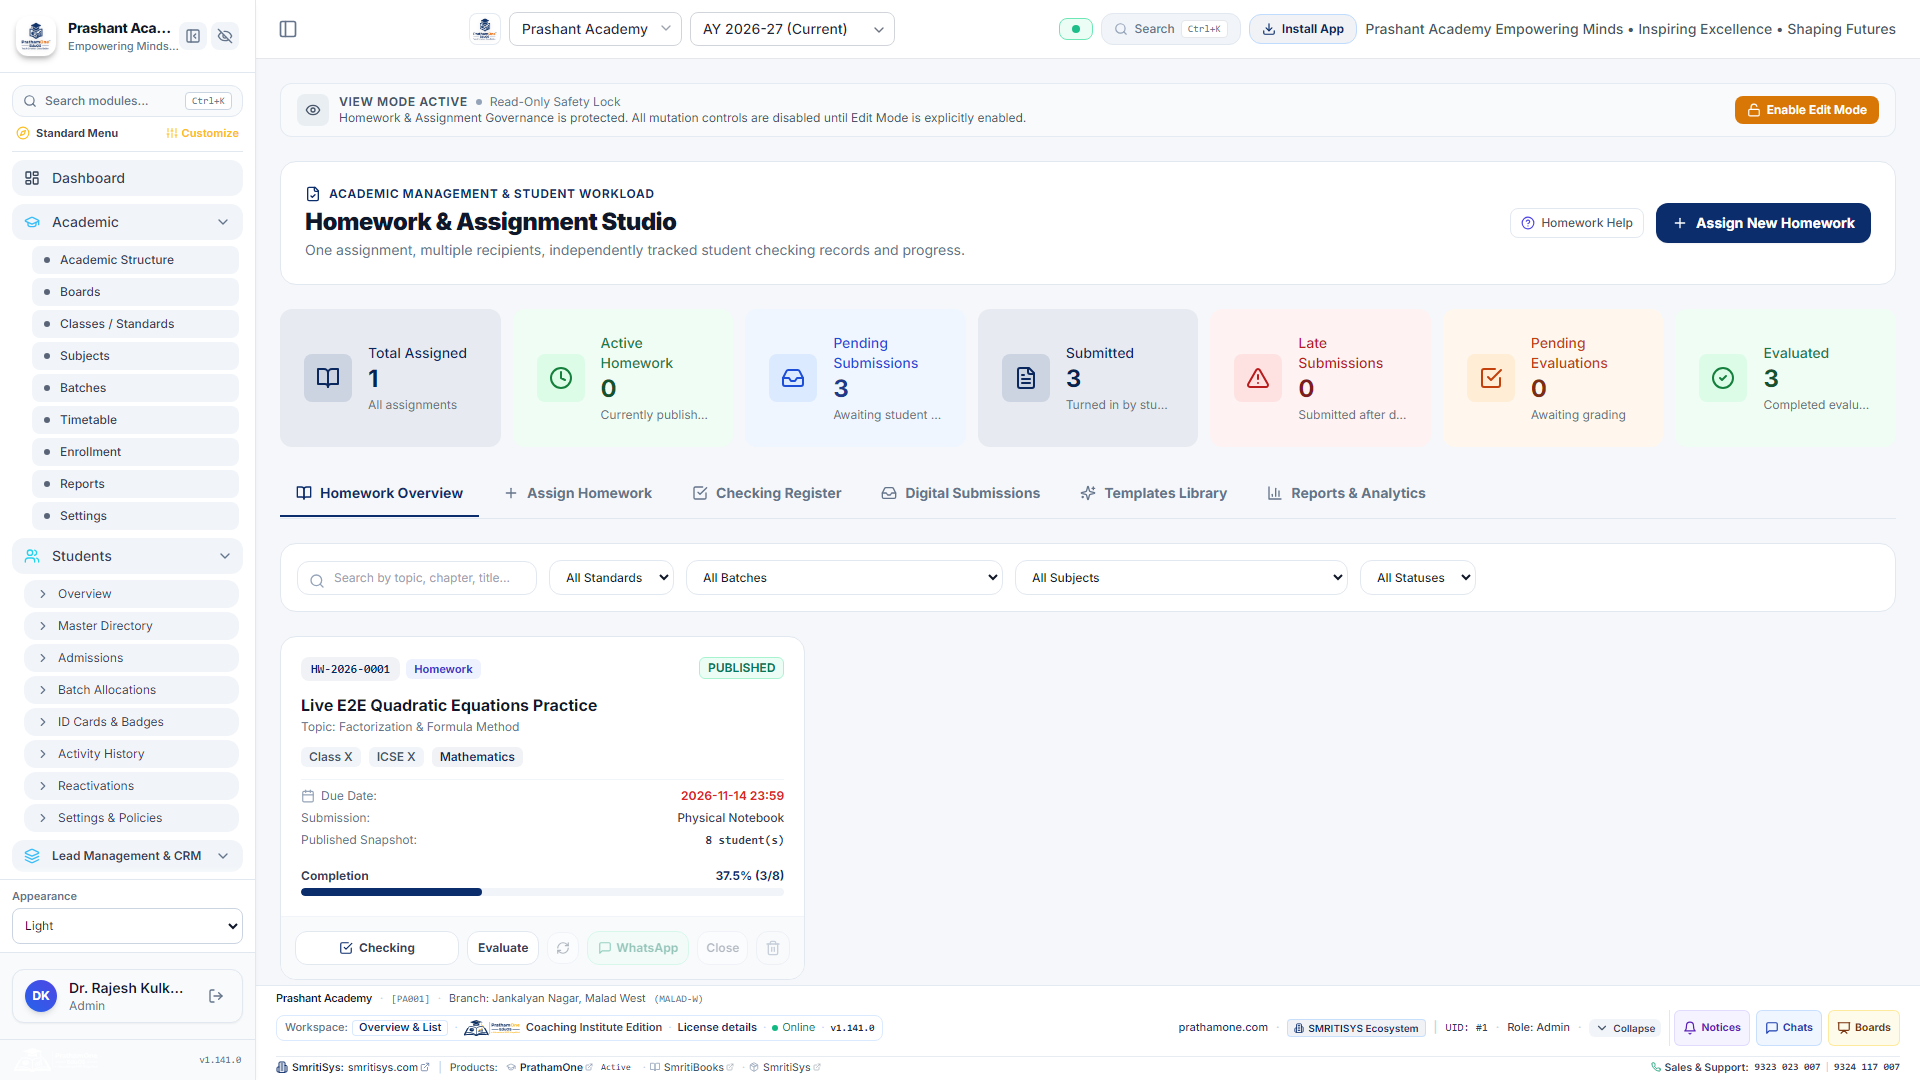 Prashant Aca...
Empowering Minds...
Search modules...
Ctrl+K
Standard Menu
Customize
Dashboard
Academic
Academic Structure
Boards
Classes / Standards
Subjects
Batches
Timetable
Enrollment
Reports
Settings
Students
Overview
Master Directory
Admissions
Batch Allocations
ID Cards & Badges
Activity History
Reactivations
Settings & Policies
Lead Management & CRM
Appearance
Light
DK
Dr. Rajesh Kulk...
Admin
v1.141.0
Prashant Academy
AY 2026-27 (Current)
Search
Ctrl+K
Install App
Prashant Academy Empowering Minds • Inspiring Excellence • Shaping Futures
VIEW MODE ACTIVE
Read-Only Safety Lock
Homework & Assignment Governance is protected. All mutation controls are disabled until Edit Mode is explicitly enabled.
Enable Edit Mode
ACADEMIC MANAGEMENT & STUDENT WORKLOAD
Homework & Assignment Studio
One assignment, multiple recipients, independently tracked student checking records and progress.
Homework Help
Assign New Homework
Total Assigned
1
All assignments
Active
Homework
0
Currently publish...
Pending
Submissions
3
Awaiting student ...
Submitted
3
Turned in by stu...
Late
Submissions
0
Submitted after d...
Pending
Evaluations
0
Awaiting grading
Evaluated
3
Completed evalu...
Homework Overview
Assign Homework
Checking Register
Digital Submissions
Templates Library
Reports & Analytics
Search by topic, chapter, title...
All Standards
All Batches
All Subjects
All Statuses
HW-2026-0001
Homework
PUBLISHED
Live E2E Quadratic Equations Practice
Topic: Factorization & Formula Method
Class X
ICSE X
Mathematics
Due Date:
2026-11-14 23:59
Submission:
Physical Notebook
Published Snapshot:
8 student(s)
Completion
37.5% (3/8)
Checking
Evaluate
WhatsApp
Close
Prashant Academy · [PA001] · Branch: Jankalyan Nagar, Malad West (MALAD-W)
Workspace: Overview & List · Coaching Institute Edition · License details · Online · v1.141.0
prathamone.com · SMRITISYS Ecosystem | UID: #1 · Role: Admin · Collapse
Notices
Chats
Boards
SmritiSys: smritisys.com | Products: PrathamOne Active · SmritiBooks · SmritiSys
Sales & Support: 9323 023 007 | 9324 117 007